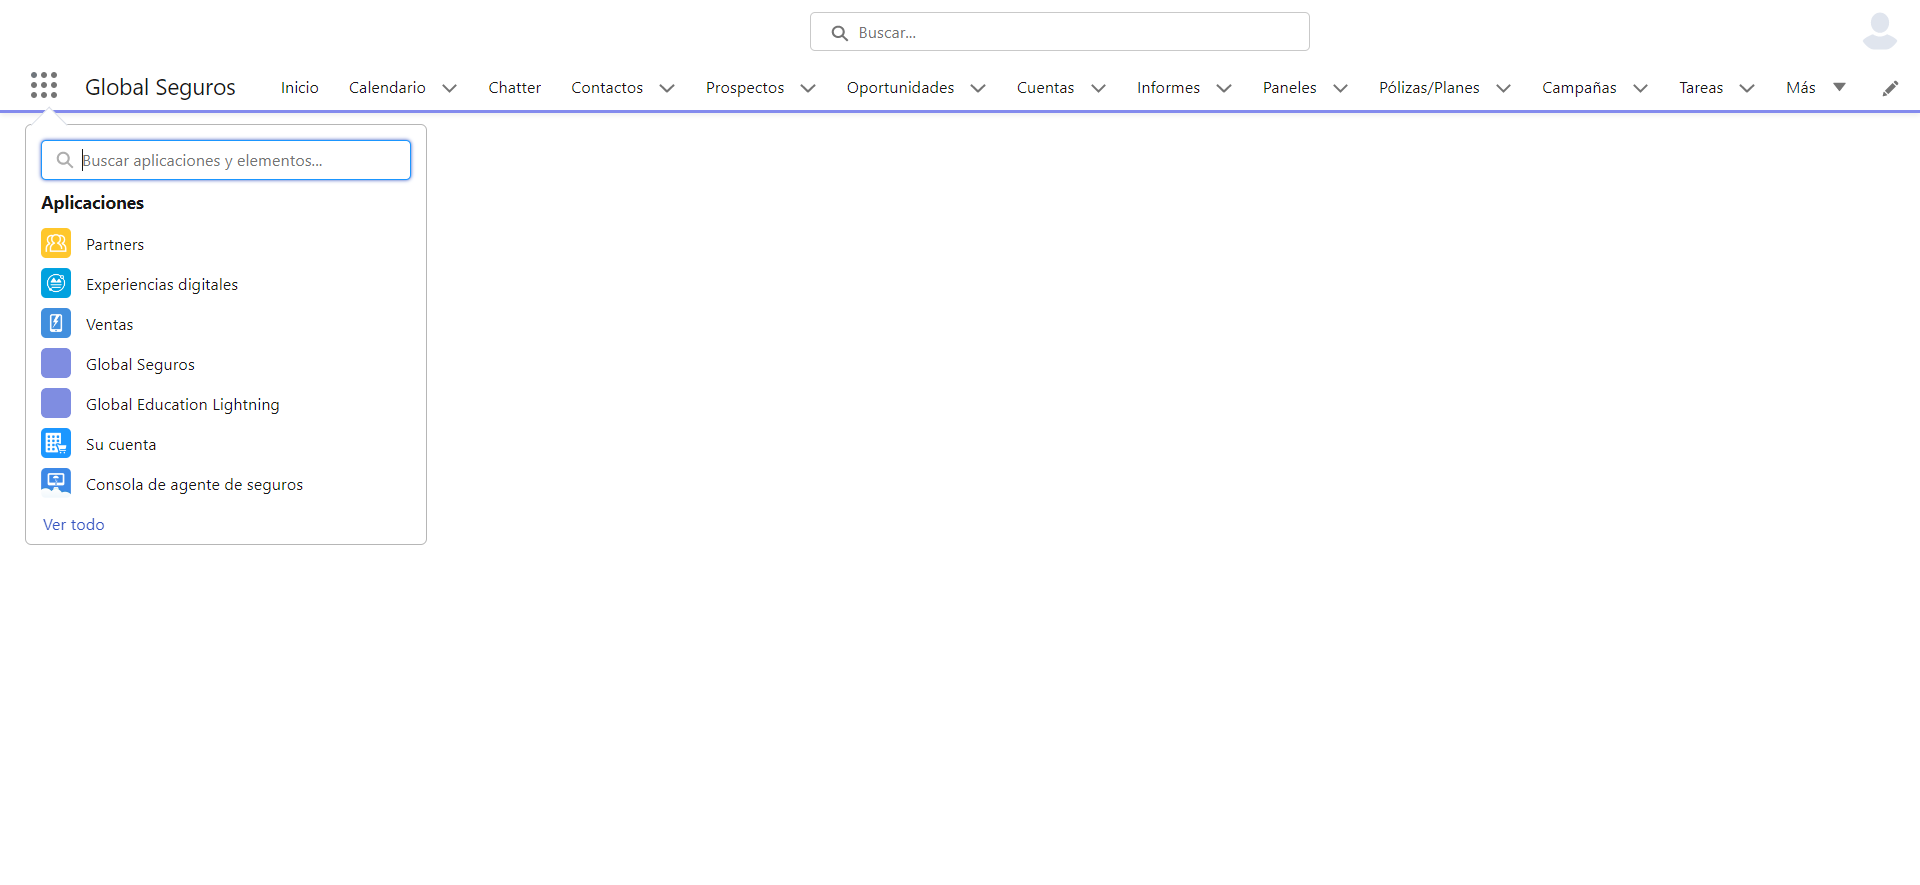 Buscar...
Global Seguros Inicio Calendario Chatter Contactos Prospectos Oportunidades Cuentas Informes Paneles Pólizas/Planes Campañas Tareas Más
Buscar aplicaciones y elementos...
Aplicaciones
Partners
Experiencias digitales
Ventas
Global Seguros
Global Education Lightning
Su cuenta
Consola de agente de seguros
Ver todo